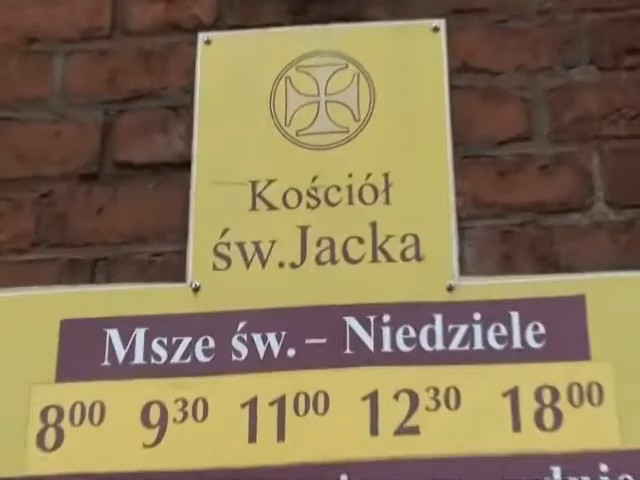 Kościół
św.Jacka
Msze św. – Niedziele
8⁰⁰ 9³⁰ 11⁰⁰ 12³⁰ 18⁰⁰